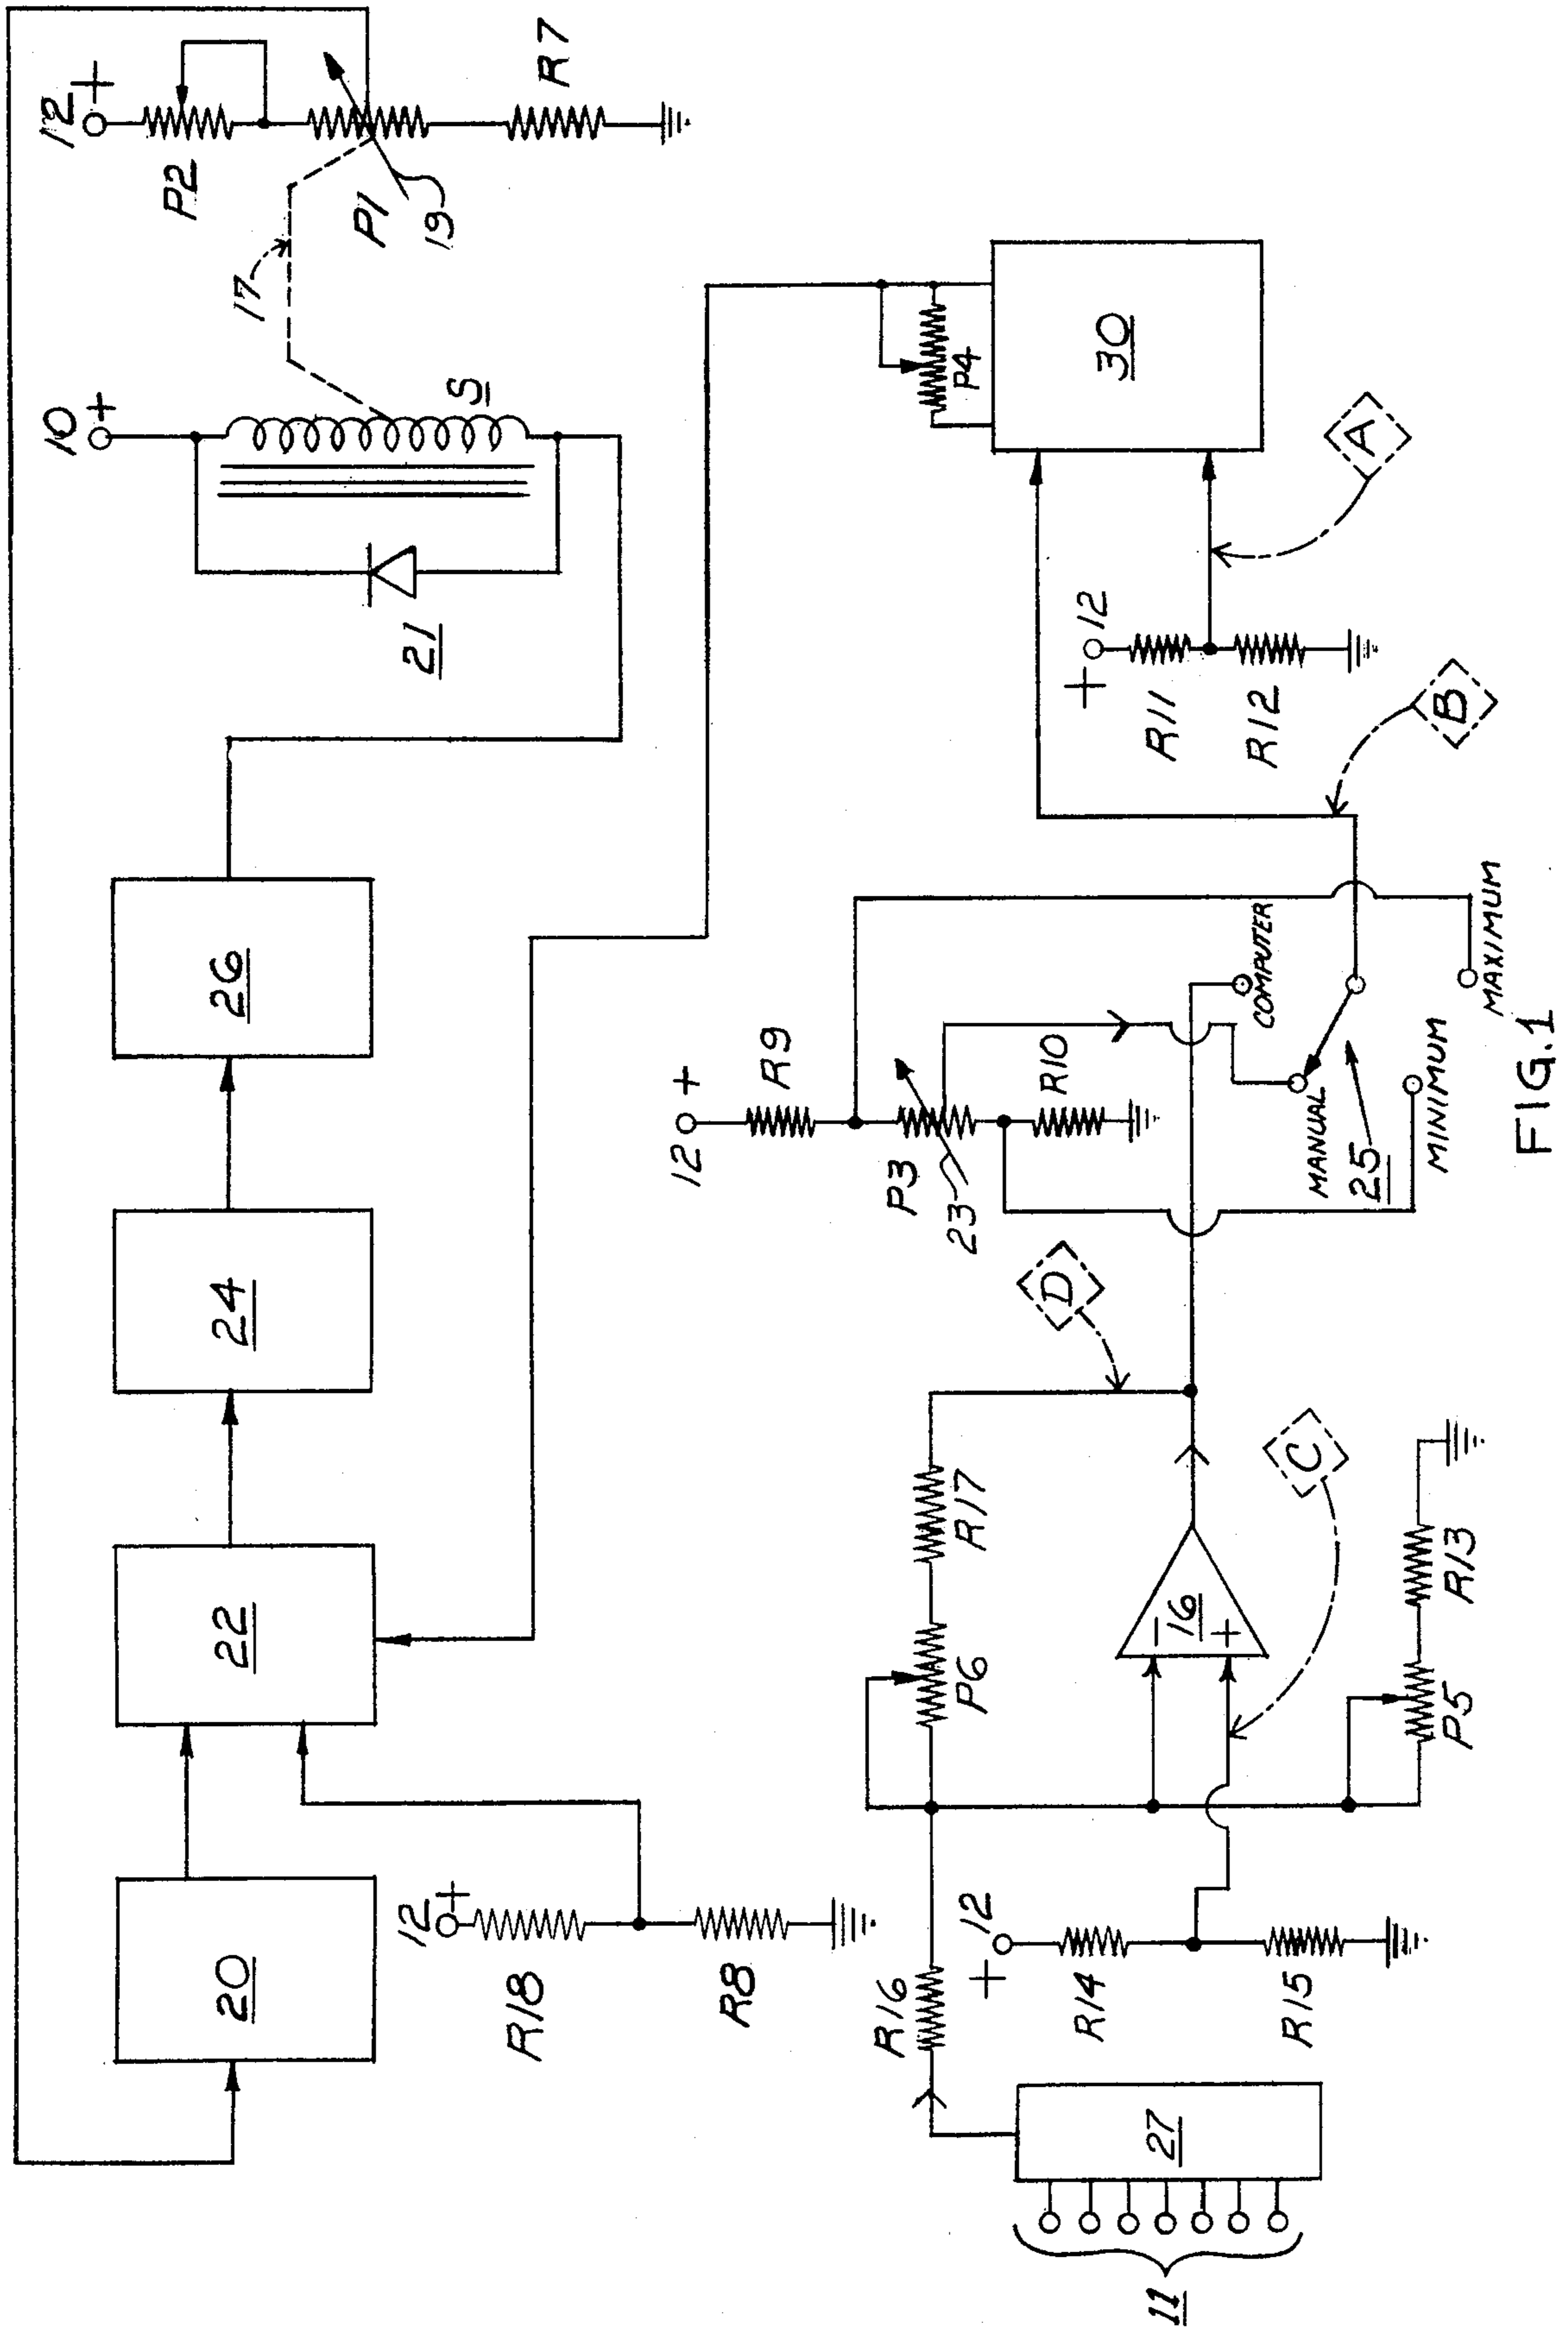 12 +
P2
P1
19
R7
17
10 +
S
21
26
24
22
20
12 +
R18
R8
30
P4
A
12
+
R11
R12
B
12 +
R9
P3
23
R10
COMPUTER
MANUAL
25
MINIMUM
MAXIMUM
D
R17
P6
16
-
+
C
R13
P5
R16
12
+
R14
R15
27
11
FIG. 1